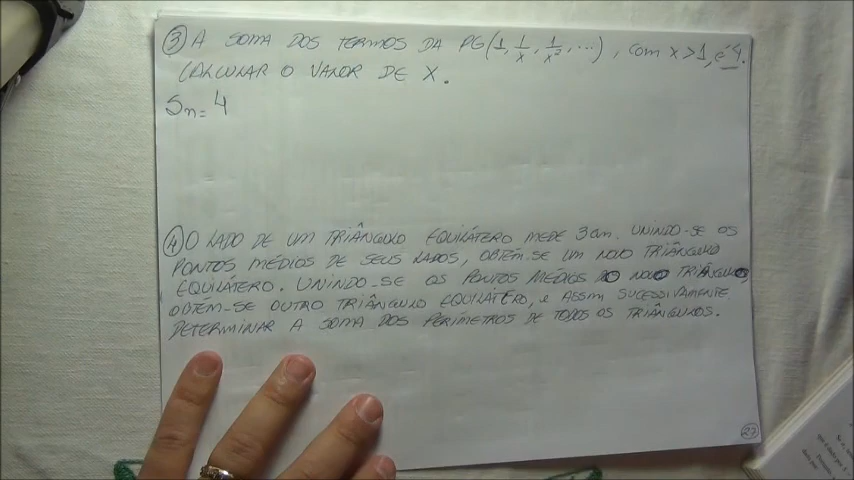 ③ A SOMA DOS TERMOS DA PG(1, 1/x, 1/x², ...), COM X>1, É 4.
CALCULAR O VALOR DE X.
Sn = 4
④ O LADO DE UM TRIÂNGULO EQUILÁTERO MEDE 3cm. UNINDO-SE OS
PONTOS MÉDIOS DE SEUS LADOS, OBTÉM-SE UM NOVO TRIÂNGULO
EQUILÁTERO. UNINDO-SE OS PONTOS MÉDIOS DO NOVO TRIÂNGULO,
OBTÉM-SE OUTRO TRIÂNGULO EQUILÁTERO, E ASSIM SUCESSIVAMENTE.
DETERMINAR A SOMA DOS PERÍMETROS DE TODOS OS TRIÂNGULOS.
27